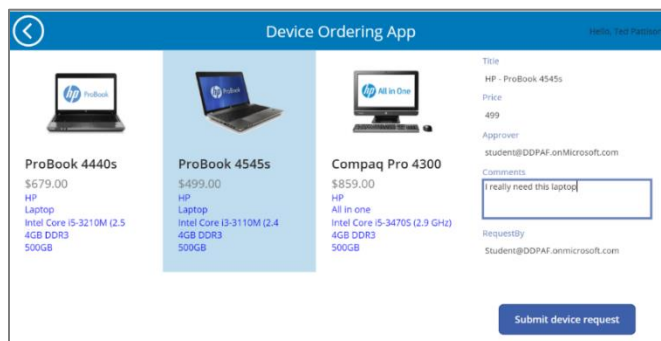 Device Ordering App
Hello, Ted Pattison
hp ProBook
ProBook 4440s
$679.00
HP
Laptop
Intel Core i5-3210M (2.5
4GB DDR3
500GB
hp ProBook
ProBook 4545s
$499.00
HP
Laptop
Intel Core i3-3110M (2.4
4GB DDR3
500GB
hp All in One
Compaq Pro 4300
$859.00
HP
All in one
Intel Core i5-3470S (2.9 GHz)
4GB DDR3
500GB
Title
HP - ProBook 4545s
Price
499
Approver
student@DDPAF.onMicrosoft.com
Comments
I really need this laptop
RequestBy
Student@DDPAF.onmicrosoft.com
Submit device request